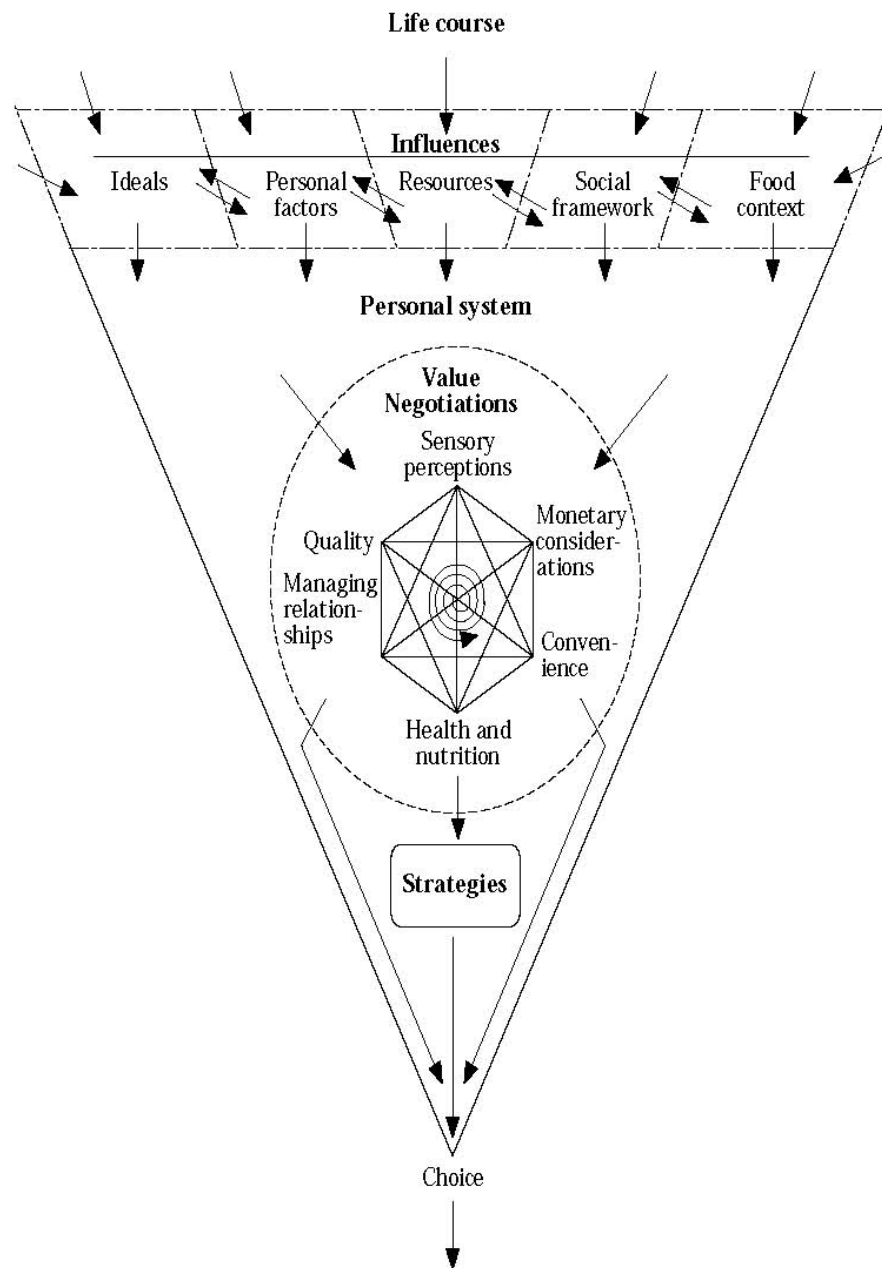 Life course
Influences
Ideals
Personal
factors
Resources
Social
framework
Food
context
Personal system
Value
Negotiations
Sensory
perceptions
Quality
Monetary
consider-
ations
Managing
relation-
ships
Conven-
ience
Health and
nutrition
Strategies
Choice